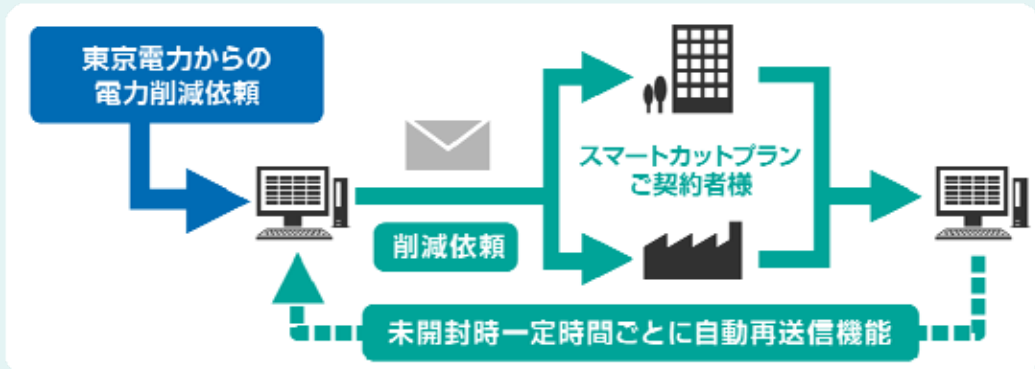 東京電力からの
電力削減依頼
スマートカットプラン
ご契約者様
削減依頼
未開封時一定時間ごとに自動再送信機能